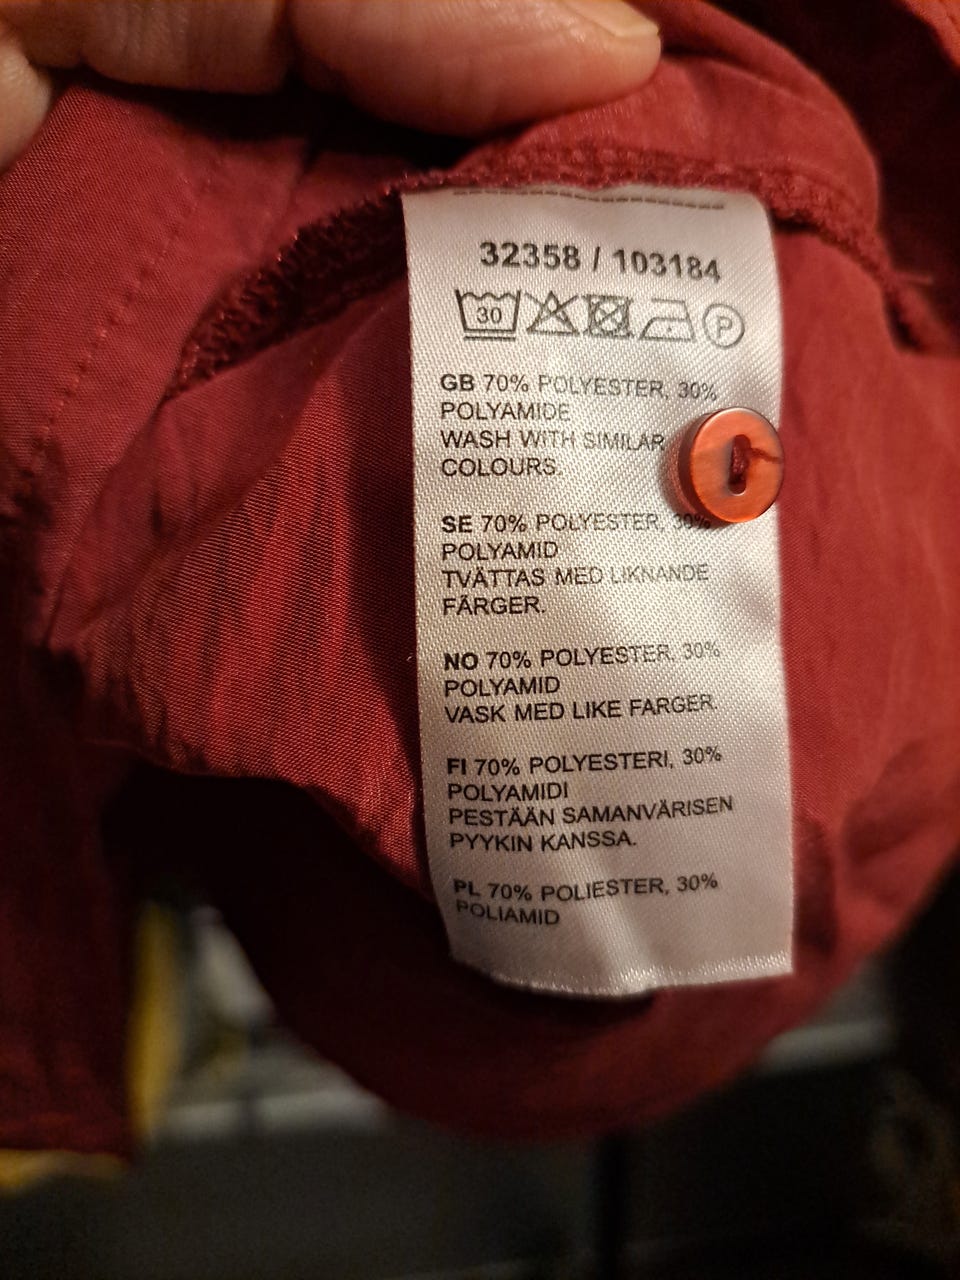 32358 / 103184
30 P
GB 70% POLYESTER, 30%
POLYAMIDE
WASH WITH SIMILAR
COLOURS.
SE 70% POLYESTER, 30%
POLYAMID
TVÄTTAS MED LIKNANDE
FÄRGER.
NO 70% POLYESTER, 30%
POLYAMID
VASK MED LIKE FARGER.
FI 70% POLYESTERI, 30%
POLYAMIDI
PESTÄÄN SAMANVÄRISEN
PYYKIN KANSSA.
PL 70% POLIESTER, 30%
POLIAMID